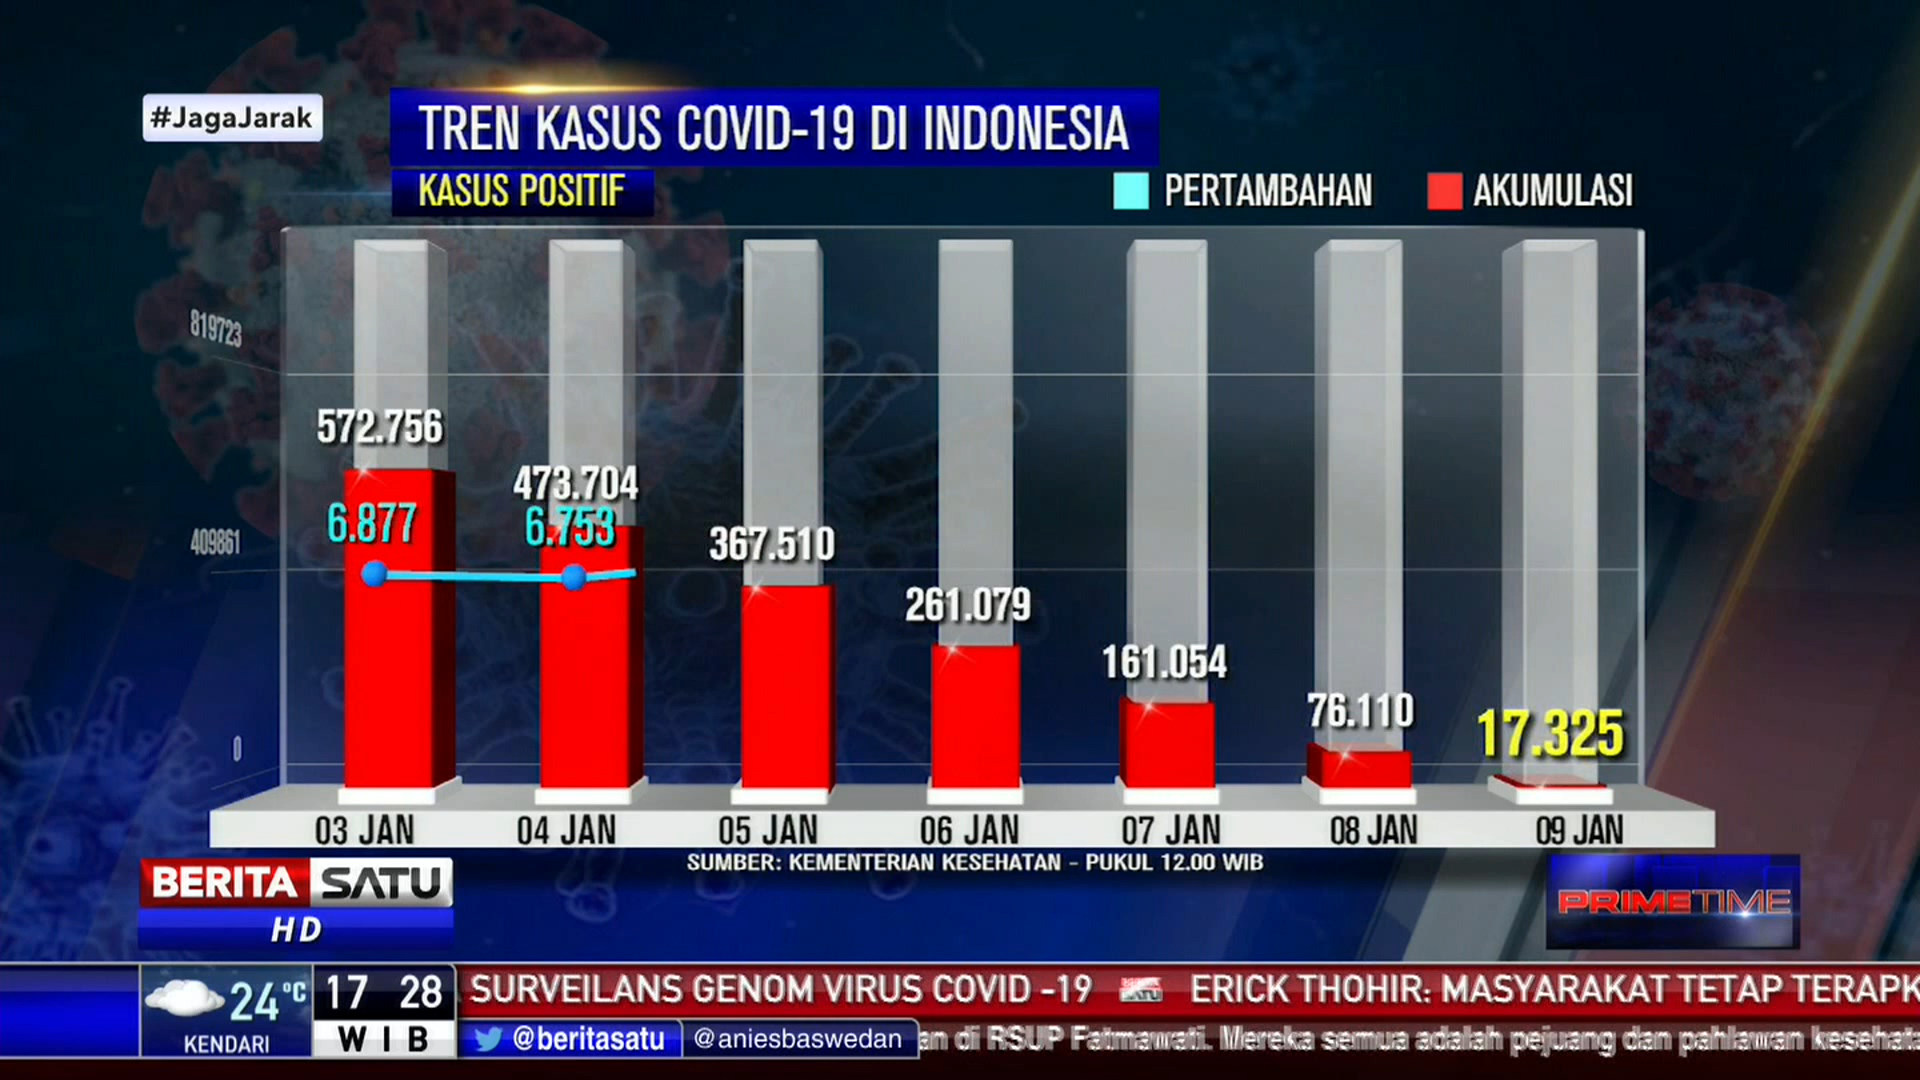 #JagaJarak
TREN KASUS COVID-19 DI INDONESIA
KASUS POSITIF
PERTAMBAHAN
AKUMULASI
819723
409861
0
572.756
6.877
473.704
6.753
367.510
261.079
161.054
76.110
17.325
03 JAN
04 JAN
05 JAN
06 JAN
07 JAN
08 JAN
09 JAN
SUMBER: KEMENTERIAN KESEHATAN - PUKUL 12.00 WIB
BERITA SATU
HD
PRIMETIME
24°C
KENDARI
17 28
WIB
SURVEILANS GENOM VIRUS COVID -19
ERICK THOHIR: MASYARAKAT TETAP TERAPK
@beritasatu
@aniesbaswedan
an di RSUP Fatmawati. Mereka semua adalah pejuang dan pahlawan kesehata